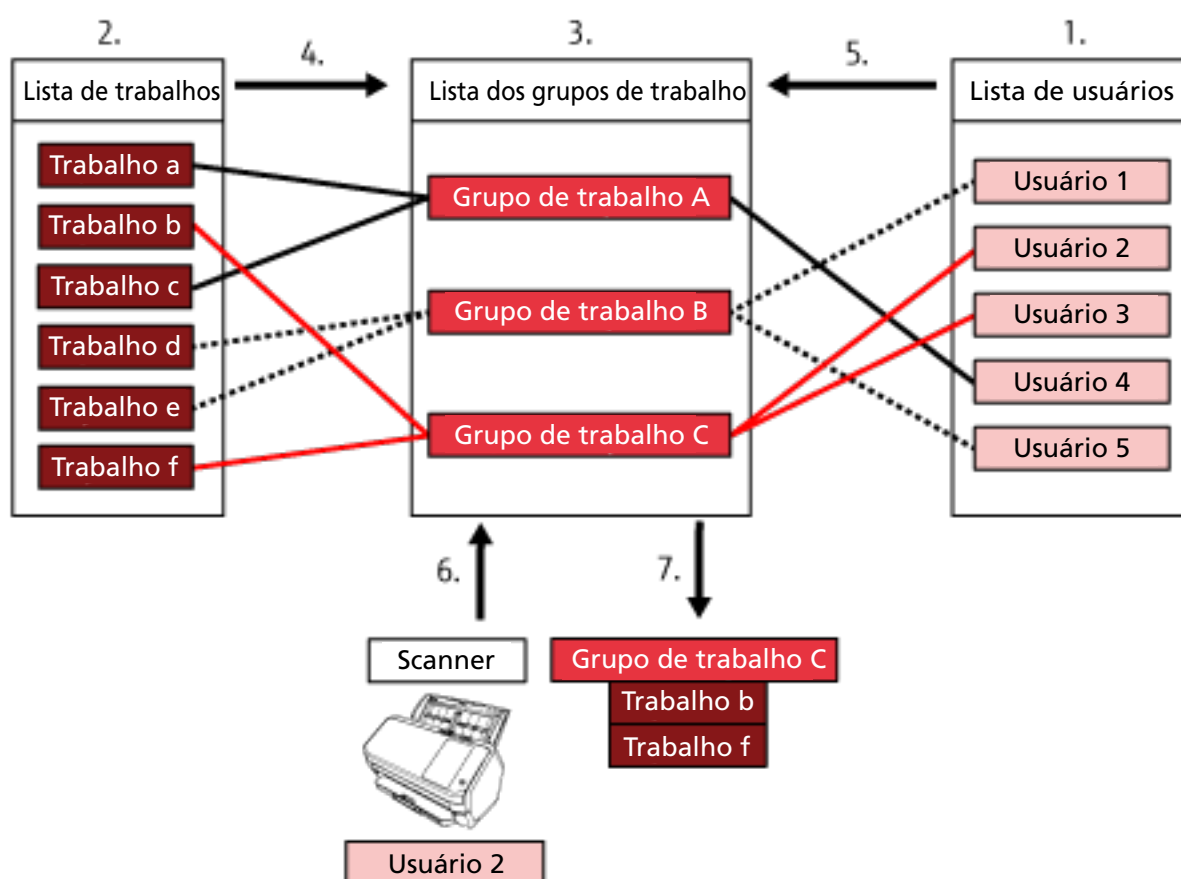 2.
4.
3.
5.
1.
Lista de trabalhos
Lista dos grupos de trabalho
Lista de usuários
Trabalho a
Trabalho b
Trabalho c
Trabalho d
Trabalho e
Trabalho f
Grupo de trabalho A
Grupo de trabalho B
Grupo de trabalho C
Usuário 1
Usuário 2
Usuário 3
Usuário 4
Usuário 5
6.
7.
Scanner
Grupo de trabalho C
Trabalho b
Trabalho f
Usuário 2